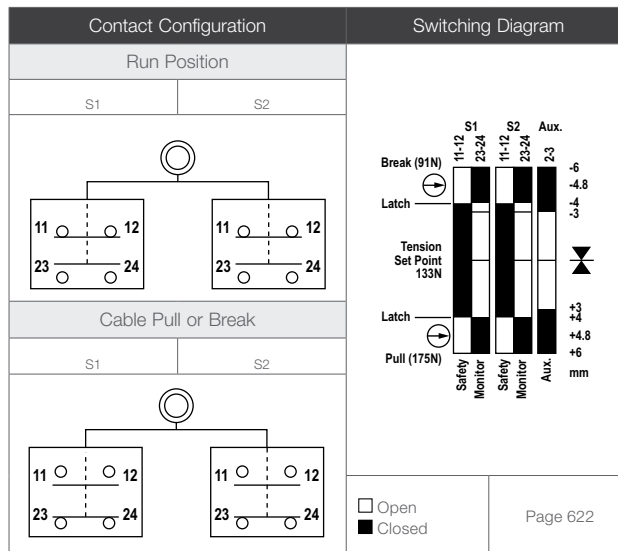 Contact Configuration
Switching Diagram
Run Position
S1
S2
11
12
23
24
11
12
23
24
Cable Pull or Break
S1
S2
11
12
23
24
11
12
23
24
S1
S2
Aux.
11-12
23-24
11-12
23-24
2-3
Break (91N)
Latch
Tension
Set Point
133N
Latch
Pull (175N)
-6
-4.8
-4
-3
+3
+4
+4.8
+6
mm
Safety
Monitor
Safety
Monitor
Aux.
Open
Closed
Page 622